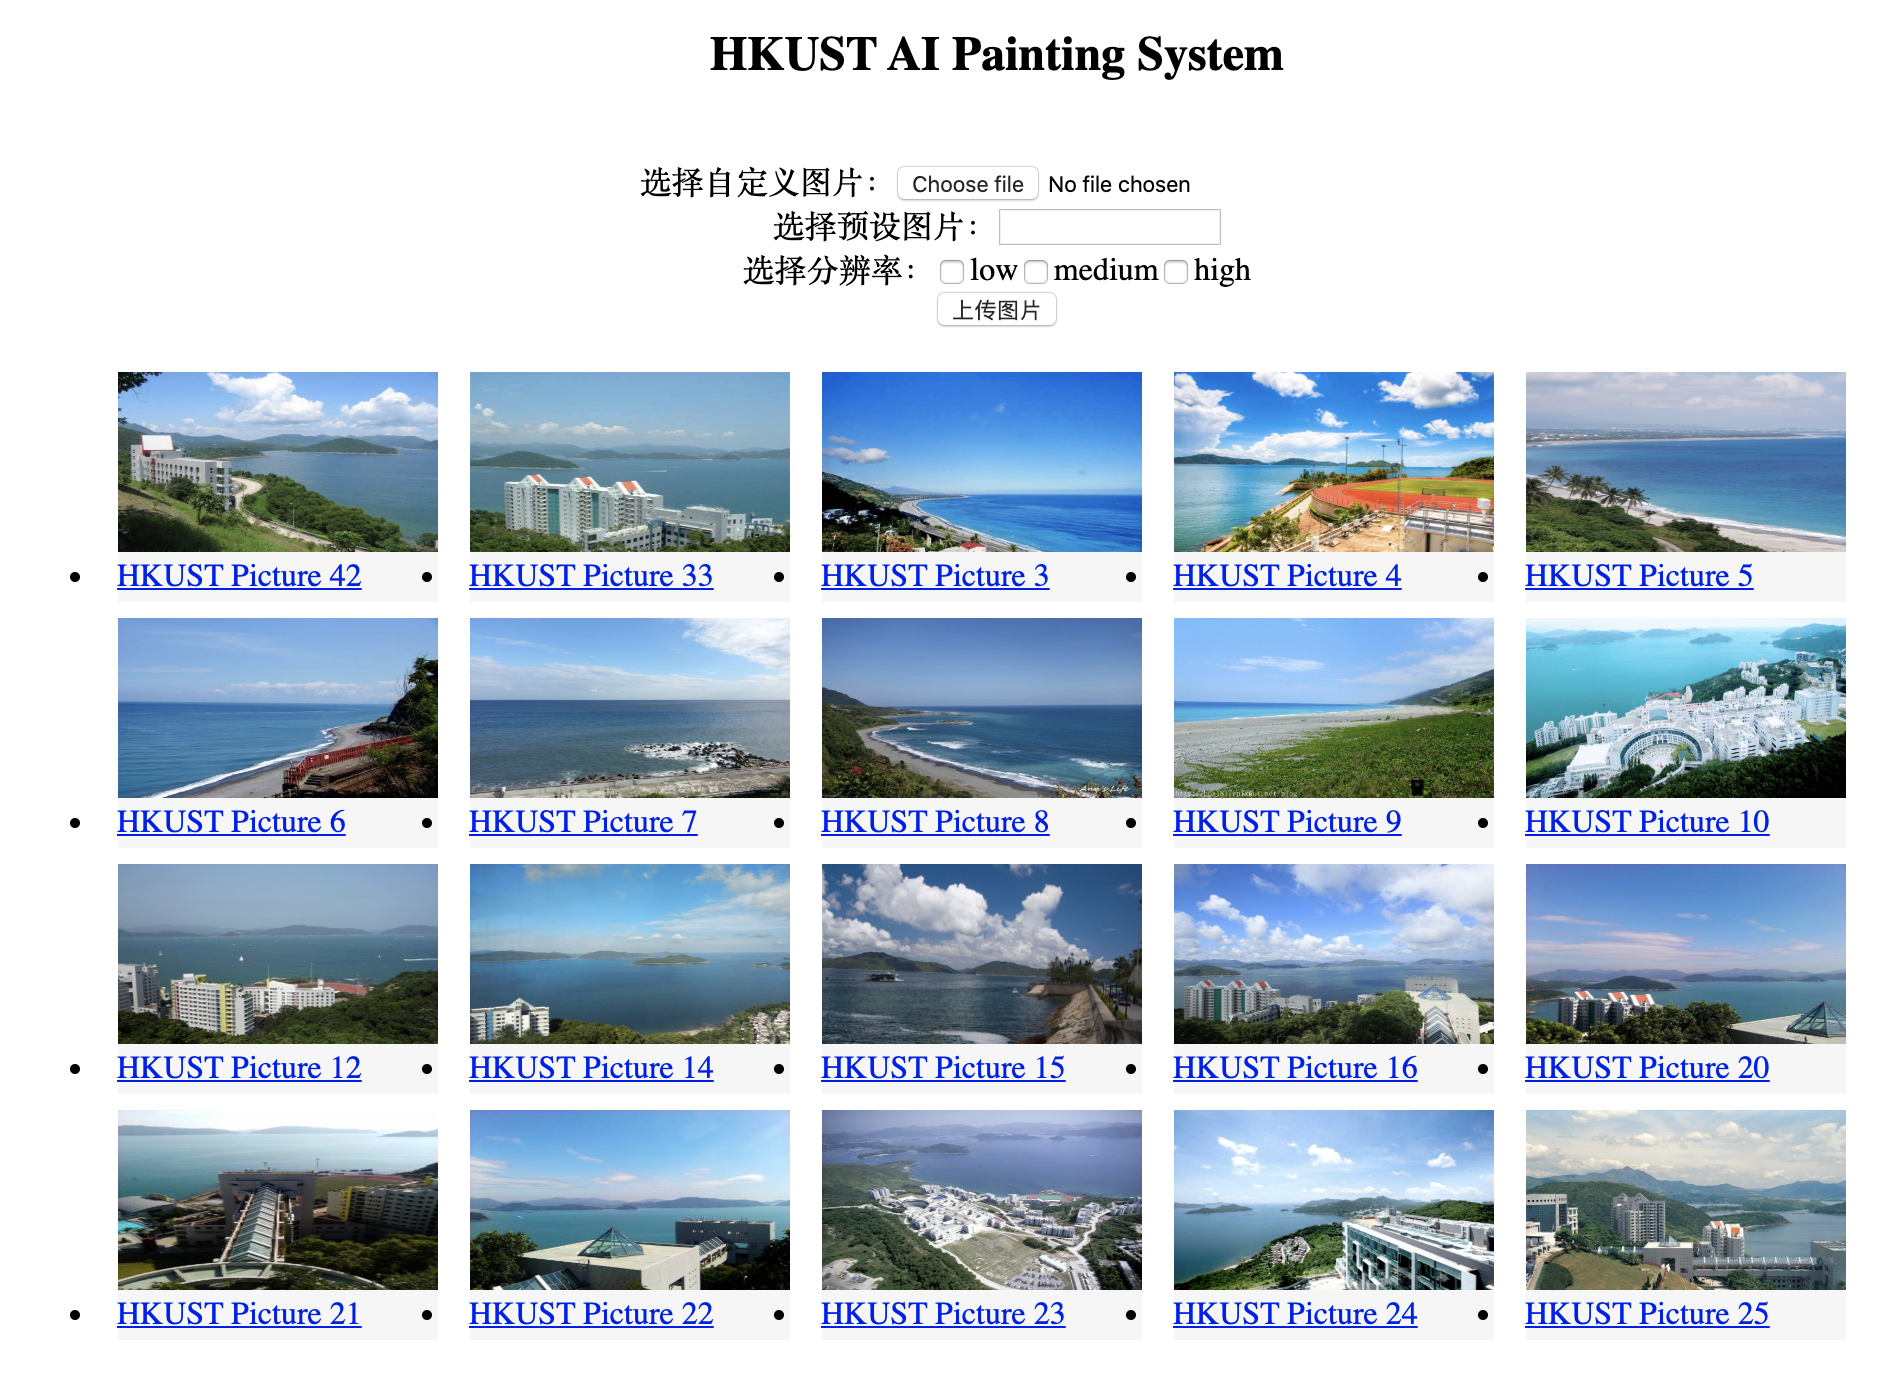 HKUST AI Painting System
选择自定义图片： Choose file No file chosen
选择预设图片：
选择分辨率： low medium high
上传图片
HKUST Picture 42
HKUST Picture 33
HKUST Picture 3
HKUST Picture 4
HKUST Picture 5
HKUST Picture 6
HKUST Picture 7
HKUST Picture 8
HKUST Picture 9
HKUST Picture 10
HKUST Picture 12
HKUST Picture 14
HKUST Picture 15
HKUST Picture 16
HKUST Picture 20
HKUST Picture 21
HKUST Picture 22
HKUST Picture 23
HKUST Picture 24
HKUST Picture 25